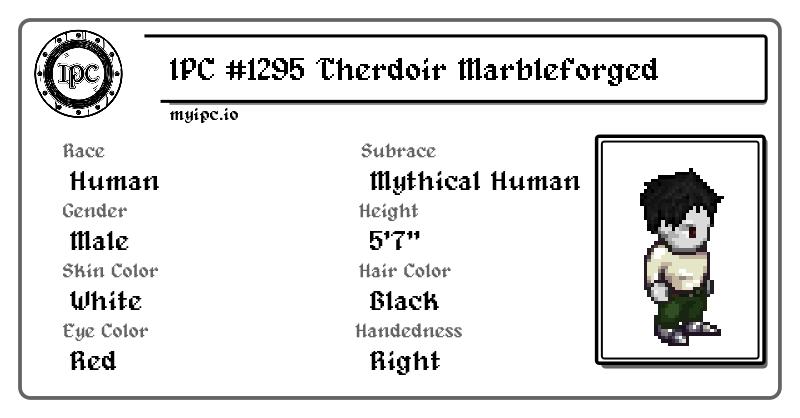 IPC
IPC #1295 Therdoir Marbleforged
myipc.io
Race
Human
Subrace
Mythical Human
Gender
Male
Height
5'7"
Skin Color
White
Hair Color
Black
Eye Color
Red
Handedness
Right